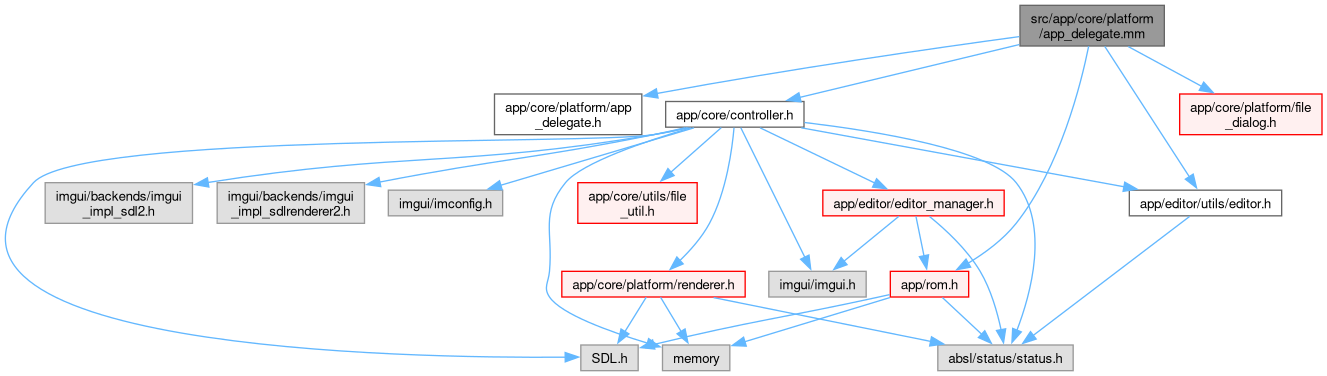 src/app/core/platform
/app_delegate.mm
app/core/platform/app
_delegate.h
app/core/controller.h
app/core/platform/file
_dialog.h
imgui/backends/imgui
_impl_sdl2.h
imgui/backends/imgui
_impl_sdlrenderer2.h
imgui/imconfig.h
app/core/utils/file
_util.h
app/editor/editor_manager.h
app/editor/utils/editor.h
app/core/platform/renderer.h
imgui/imgui.h
app/rom.h
SDL.h
memory
absl/status/status.h